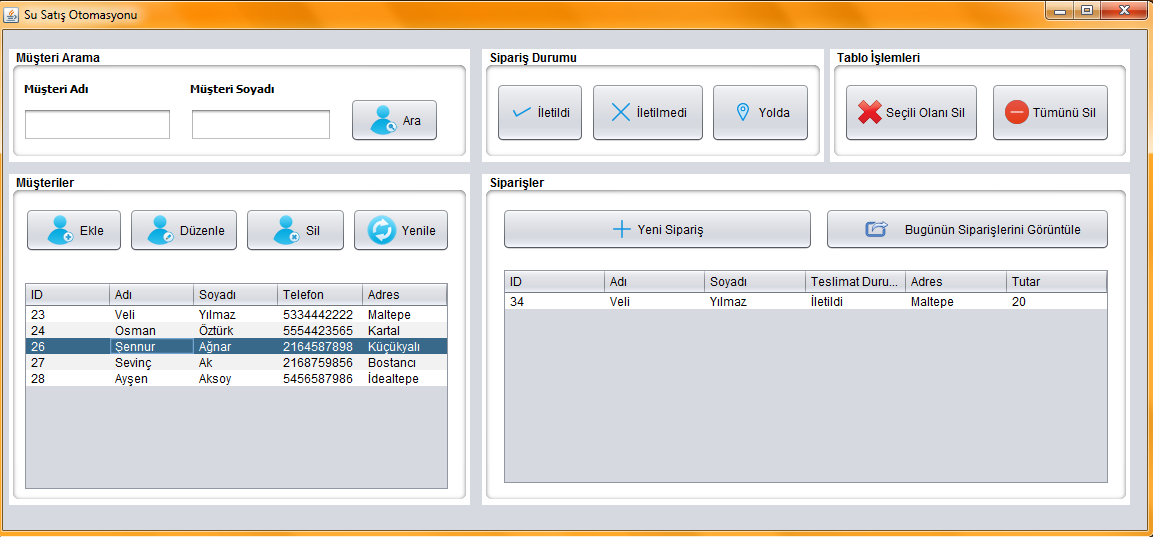 Su Satış Otomasyonu
Müşteri Arama
Müşteri Adı
Müşteri Soyadı
Ara
Sipariş Durumu
İletildi
İletilmedi
Yolda
Tablo İşlemleri
Seçili Olanı Sil
Tümünü Sil
Müşteriler
Ekle
Düzenle
Sil
Yenile
ID Adı Soyadı Telefon Adres
23 Veli Yılmaz 5334442222 Maltepe
24 Osman Öztürk 5554423565 Kartal
26 Şennur Ağnar 2164587898 Küçükyalı
27 Sevinç Ak 2168759856 Bostancı
28 Ayşen Aksoy 5456587986 İdealtepe
Siparişler
Yeni Sipariş
Bugünün Siparişlerini Görüntüle
ID Adı Soyadı Teslimat Duru... Adres Tutar
34 Veli Yılmaz İletildi Maltepe 20